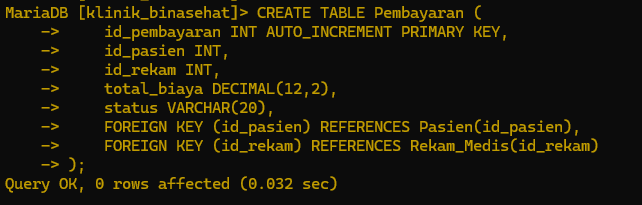 MariaDB [klinik_binasehat]> CREATE TABLE Pembayaran (
    ->     id_pembayaran INT AUTO_INCREMENT PRIMARY KEY,
    ->     id_pasien INT,
    ->     id_rekam INT,
    ->     total_biaya DECIMAL(12,2),
    ->     status VARCHAR(20),
    ->     FOREIGN KEY (id_pasien) REFERENCES Pasien(id_pasien),
    ->     FOREIGN KEY (id_rekam) REFERENCES Rekam_Medis(id_rekam)
    -> );
Query OK, 0 rows affected (0.032 sec)